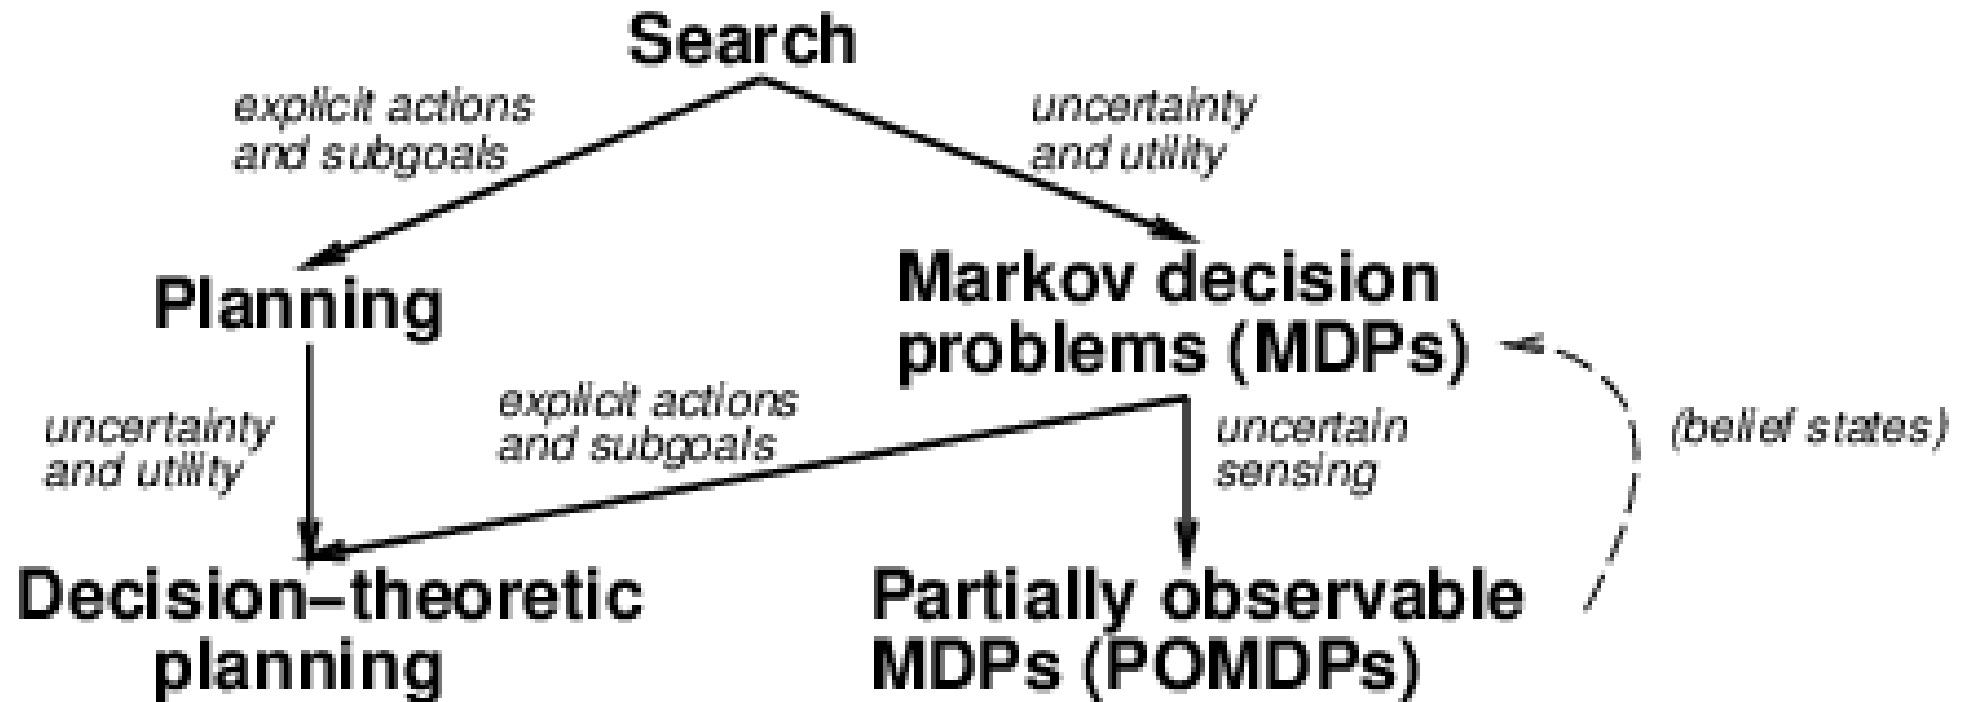 Search
explicit actions
and subgoals
uncertainty
and utility
Planning
Markov decision
problems (MDPs)
uncertainty
and utility
explicit actions
and subgoals
uncertain
sensing
(belief states)
Decision–theoretic
planning
Partially observable
MDPs (POMDPs)